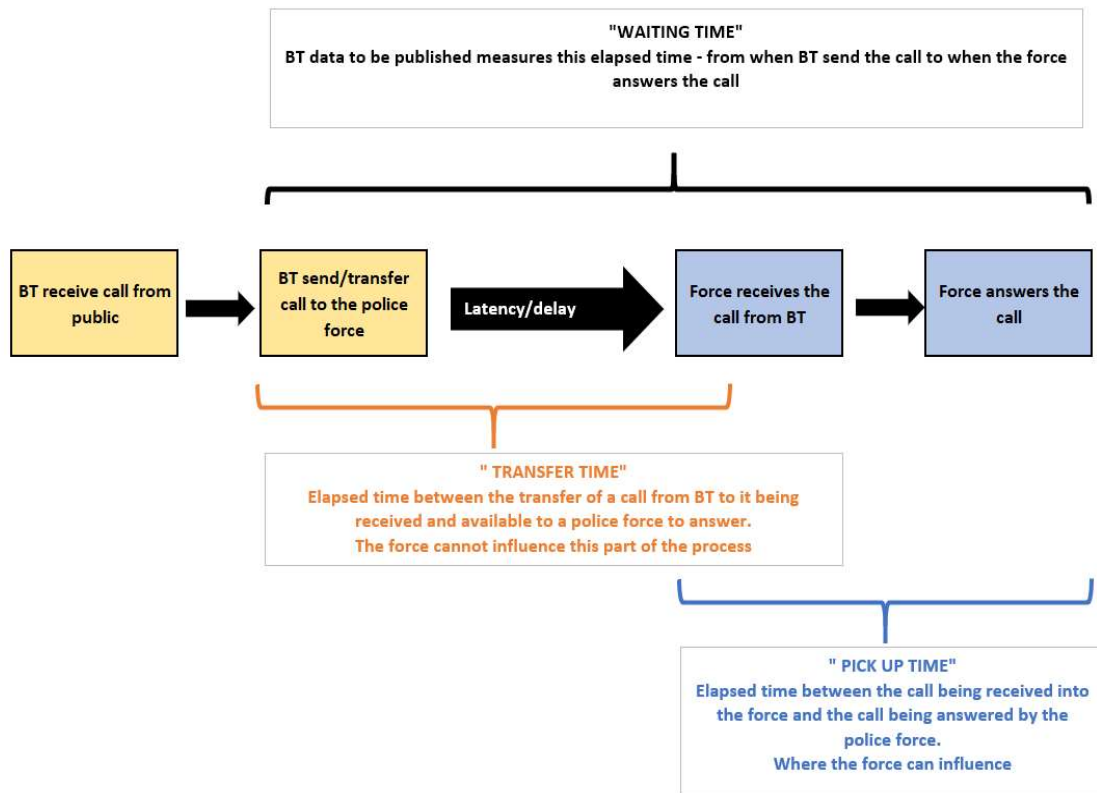 "WAITING TIME"
BT data to be published measures this elapsed time - from when BT send the call to when the force
answers the call
BT receive call from
public
BT send/transfer
call to the police
force
Latency/delay
Force receives the
call from BT
Force answers the
call
" TRANSFER TIME"
Elapsed time between the transfer of a call from BT to it being
received and available to a police force to answer.
The force cannot influence this part of the process
" PICK UP TIME"
Elapsed time between the call being received into
the force and the call being answered by the
police force.
Where the force can influence